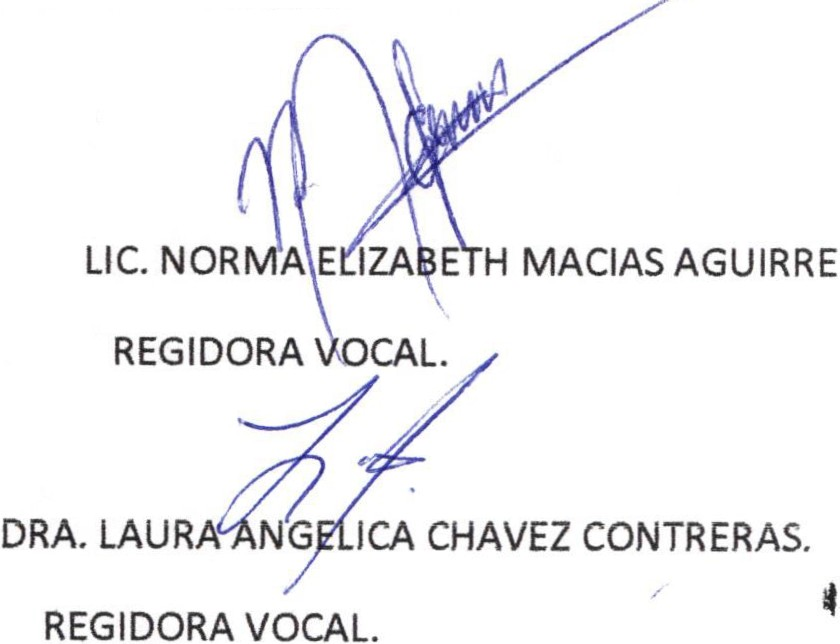 LIC. NORMA ELIZABETH MACIAS AGUIRRE
REGIDORA VOCAL.
DRA. LAURA ANGELICA CHAVEZ CONTRERAS.
REGIDORA VOCAL.